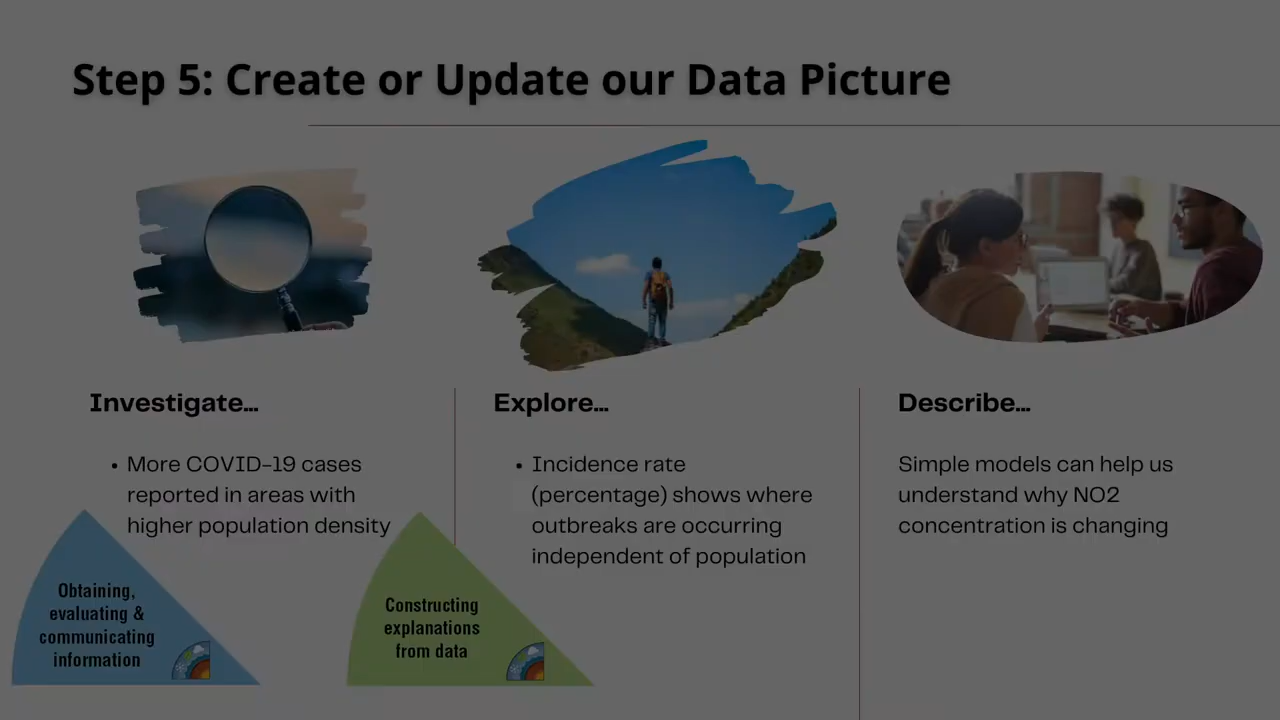 Step 5: Create or Update our Data Picture
Investigate...
• More COVID-19 cases
reported in areas with
higher population density
Explore...
• Incidence rate
(percentage) shows where
outbreaks are occurring
independent of population
Describe...
Simple models can help us
understand why NO2
concentration is changing
Obtaining,
evaluating &
communicating
information
Constructing
explanations
from data